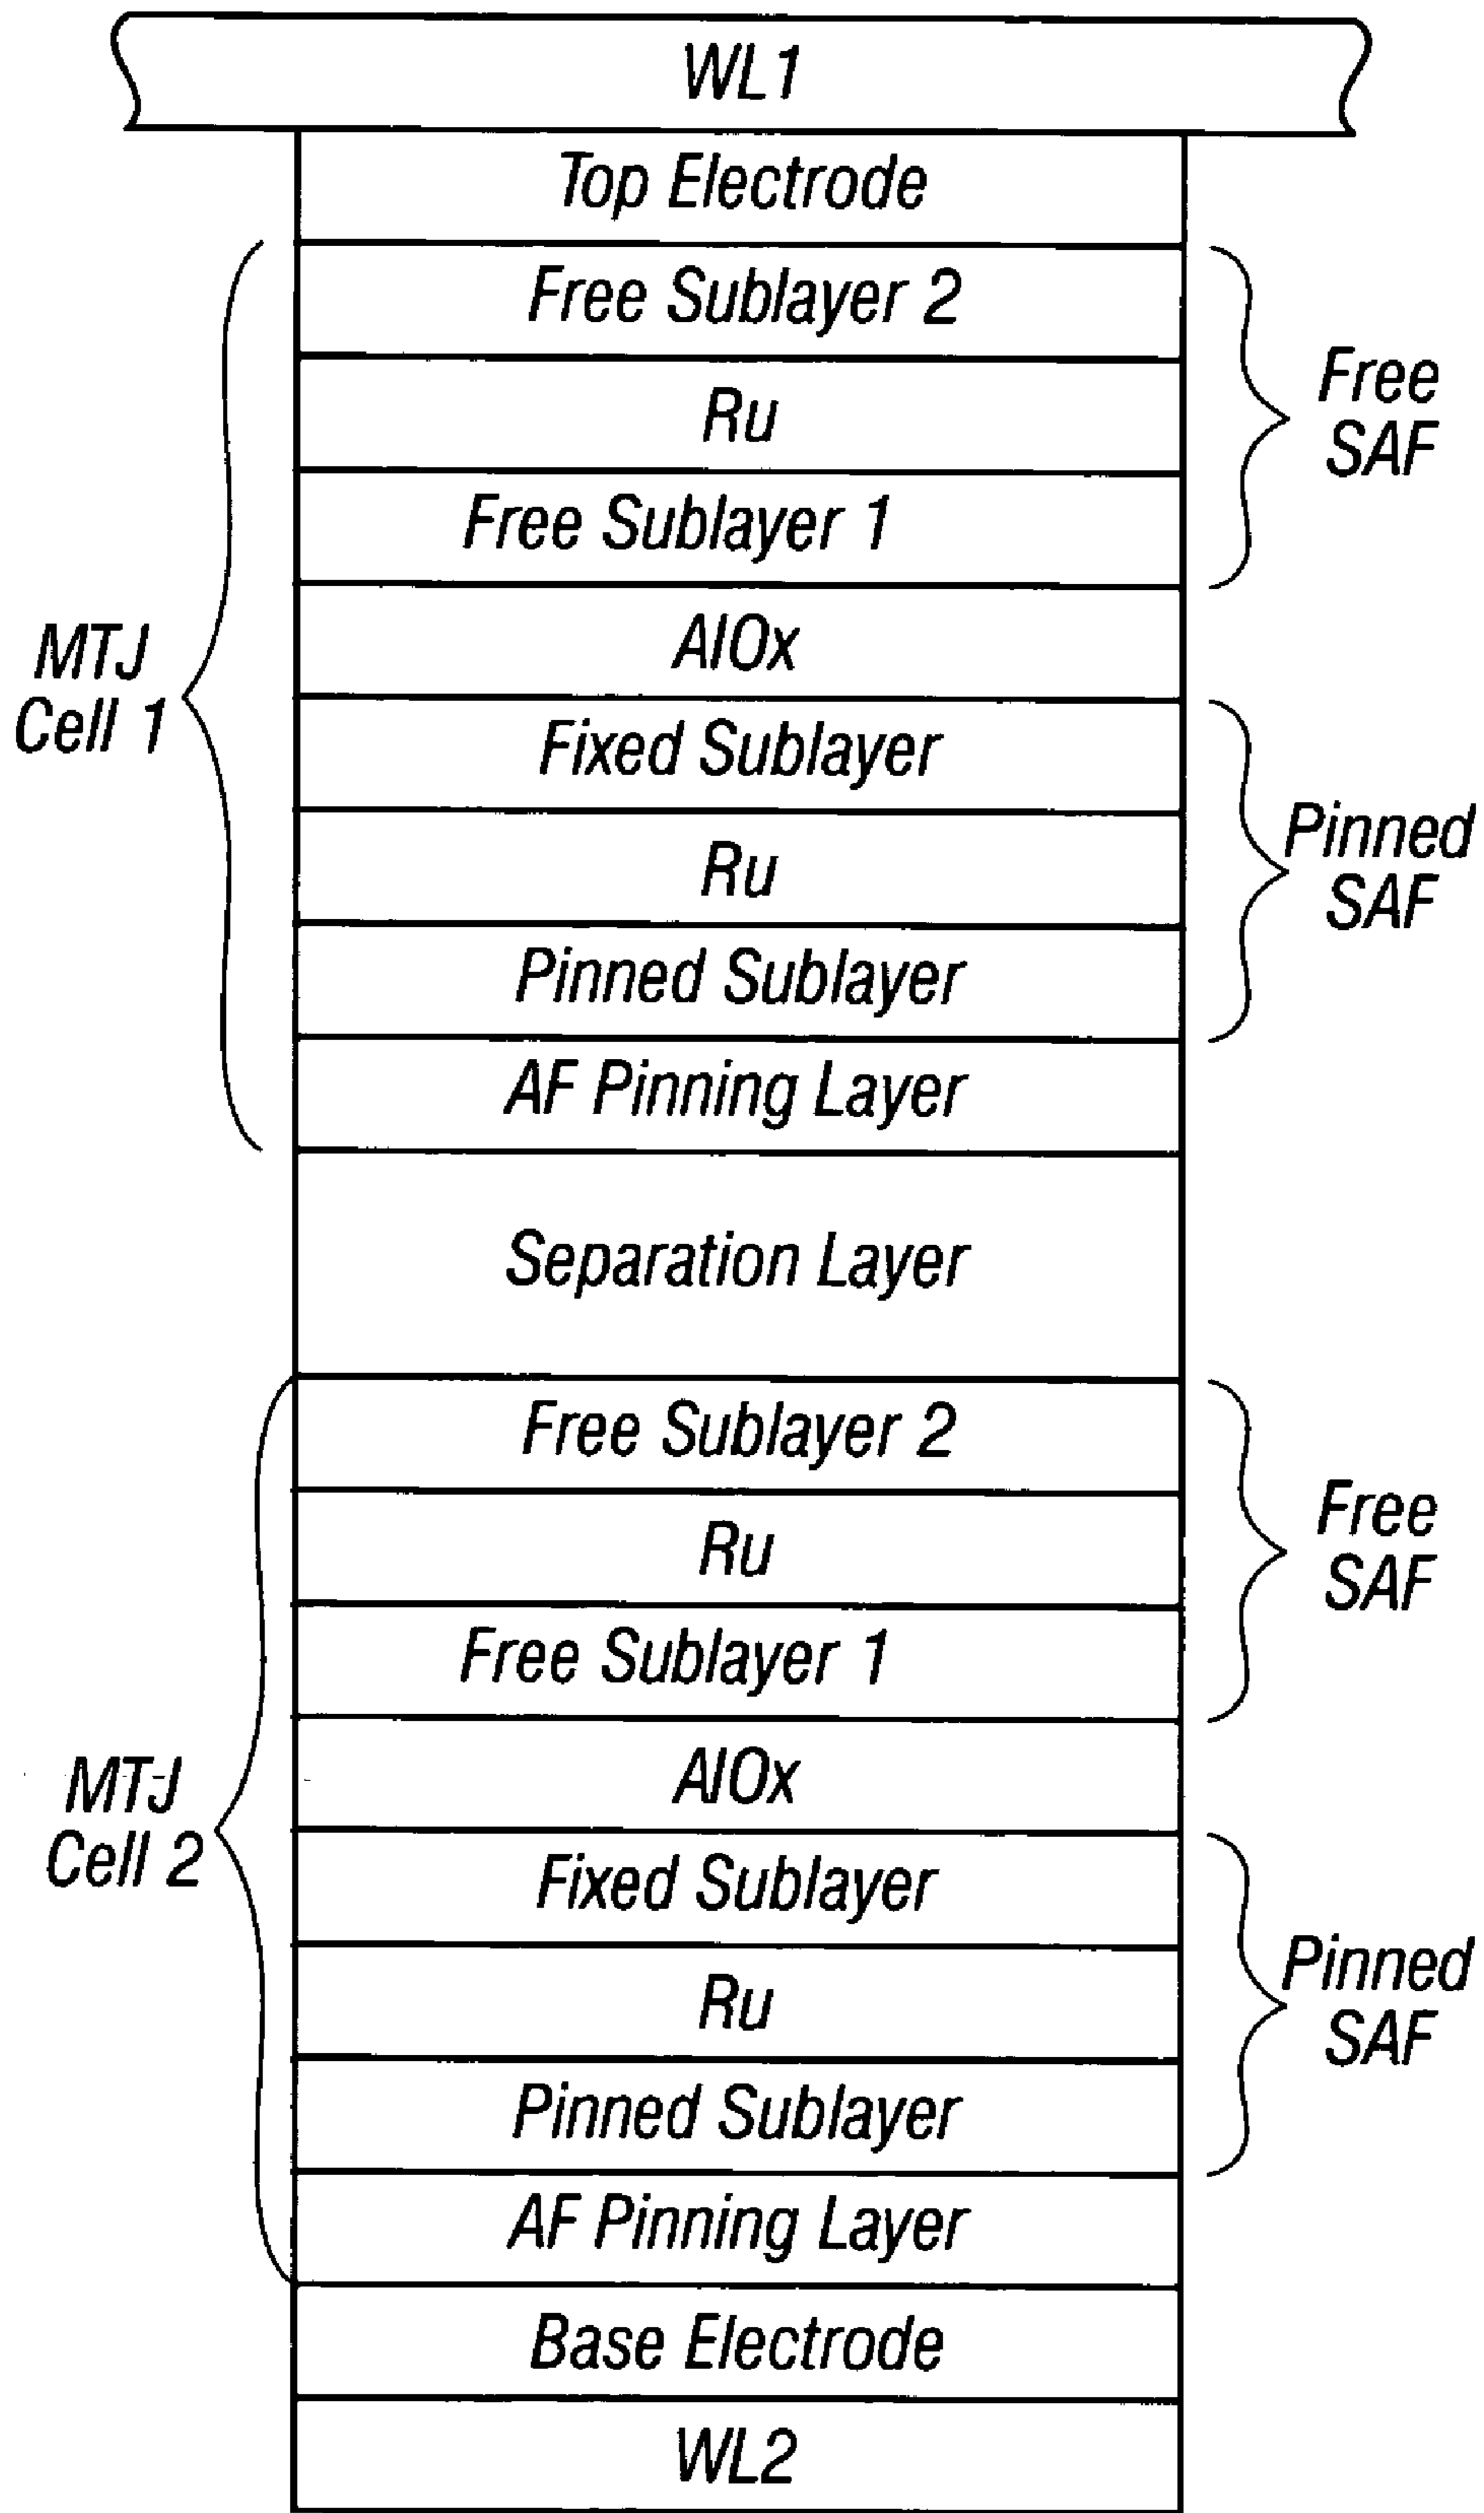 WL1
Top Electrode
Free Sublayer 2
Ru
Free Sublayer 1
Free
SAF
AlOx
MTJ
Cell 1
Fixed Sublayer
Ru
Pinned Sublayer
Pinned
SAF
AF Pinning Layer
Separation Layer
Free Sublayer 2
Ru
Free Sublayer 1
Free
SAF
AlOx
MTJ
Cell 2
Fixed Sublayer
Ru
Pinned Sublayer
Pinned
SAF
AF Pinning Layer
Base Electrode
WL2